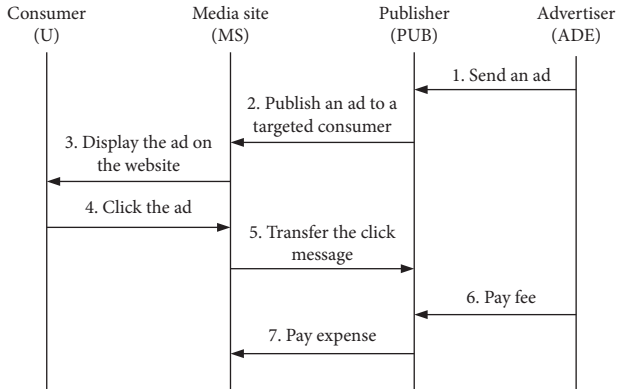 Consumer
(U)
Media site
(MS)
Publisher
(PUB)
Advertiser
(ADE)
1. Send an ad
2. Publish an ad to a
targeted consumer
3. Display the ad on
the website
4. Click the ad
5. Transfer the click
message
6. Pay fee
7. Pay expense